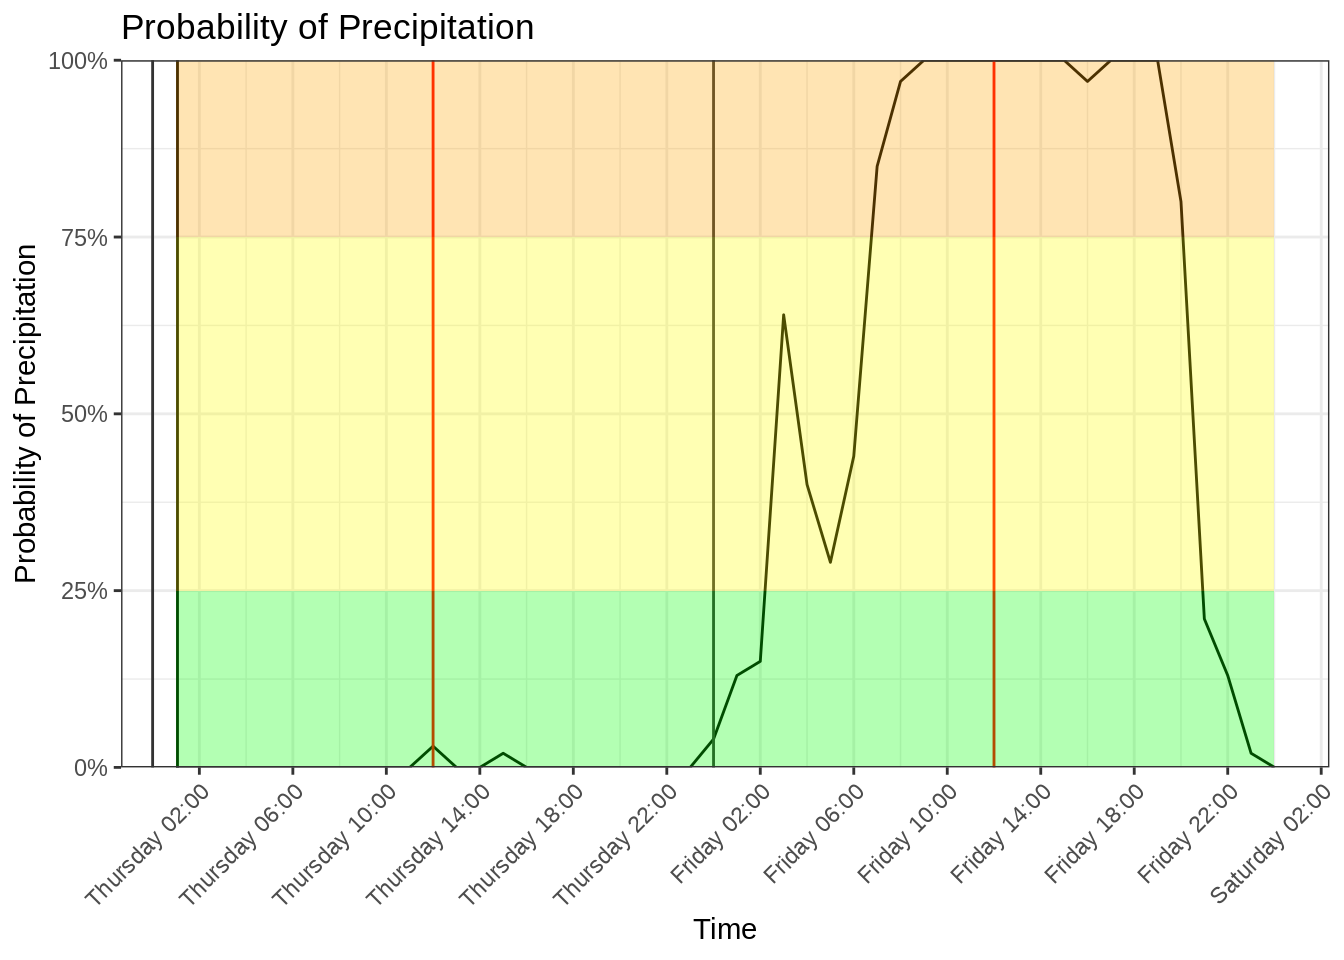 Probability of Precipitation
Probability of Precipitation
100%
75%
50%
25%
0%
Thursday 02:00
Thursday 06:00
Thursday 10:00
Thursday 14:00
Thursday 18:00
Thursday 22:00
Friday 02:00
Friday 06:00
Friday 10:00
Friday 14:00
Friday 18:00
Friday 22:00
Saturday 02:00
Time